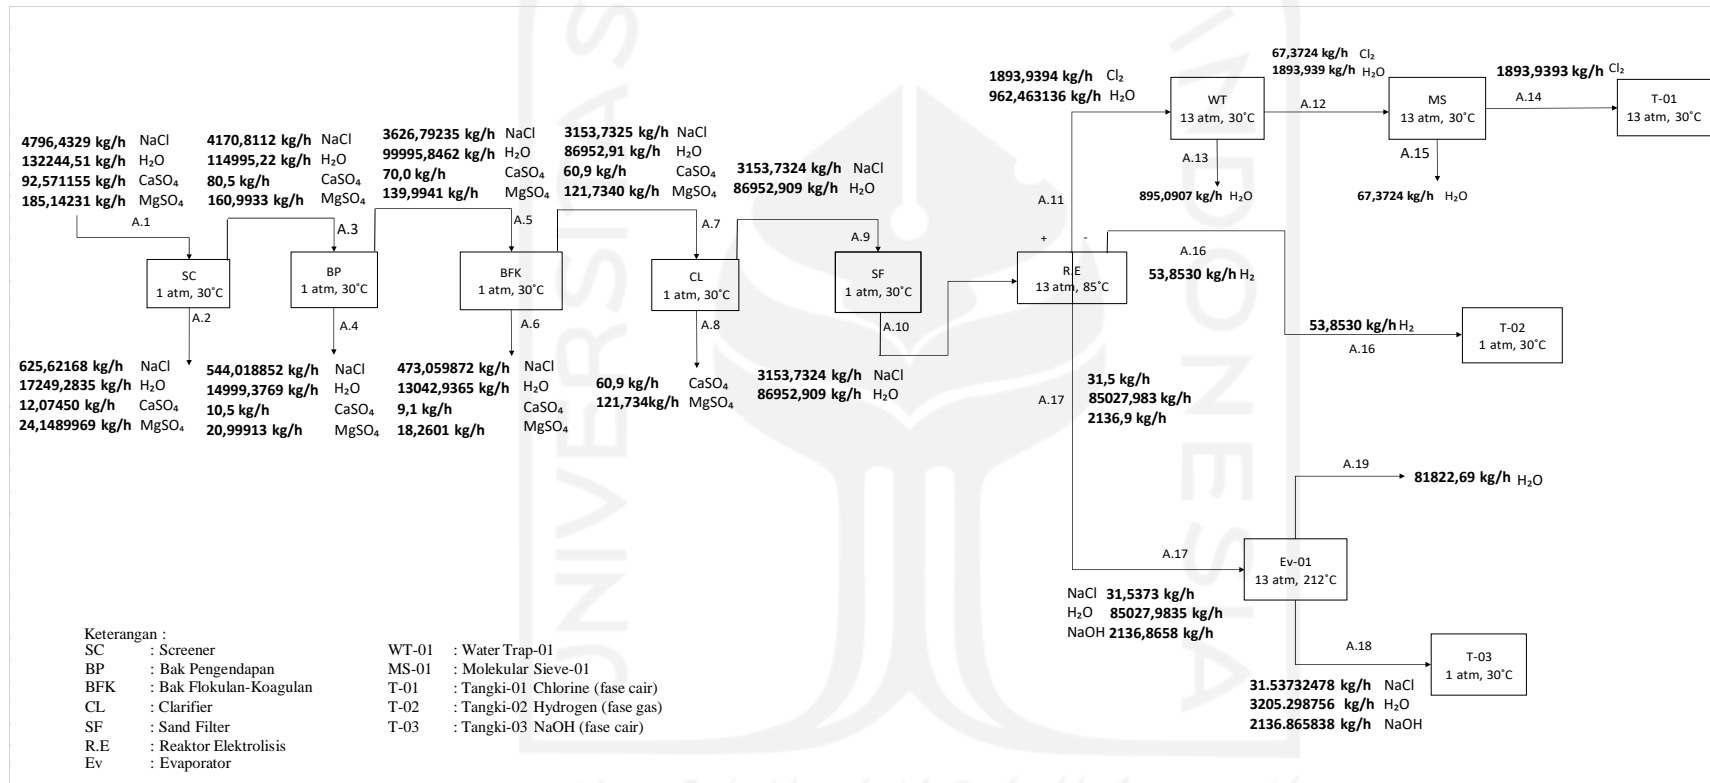 4796,4329 kg/h NaCl
132244,51 kg/h H₂O
92,571155 kg/h CaSO₄
185,14231 kg/h MgSO₄
A.1
4170,8112 kg/h NaCl
114995,22 kg/h H₂O
80,5 kg/h CaSO₄
160,9933 kg/h MgSO₄
A.3
3626,79235 kg/h NaCl
99995,8462 kg/h H₂O
70,0 kg/h CaSO₄
139,9941 kg/h MgSO₄
A.5
3153,7325 kg/h NaCl
86952,91 kg/h H₂O
60,9 kg/h CaSO₄
121,7340 kg/h MgSO₄
A.7
3153,7324 kg/h NaCl
86952,909 kg/h H₂O
A.9
1893,9394 kg/h Cl₂
962,463136 kg/h H₂O
A.11
WT
13 atm, 30˚C
67,3724 kg/h Cl₂
1893,939 kg/h H₂O
A.12
MS
13 atm, 30˚C
1893,9393 kg/h Cl₂
A.14
T-01
13 atm, 30˚C
A.13
895,0907 kg/h H₂O
A.15
67,3724 kg/h H₂O
SC
1 atm, 30˚C
BP
1 atm, 30˚C
BFK
1 atm, 30˚C
CL
1 atm, 30˚C
SF
1 atm, 30˚C
+ -
R.E
13 atm, 85˚C
A.16
53,8530 kg/h H₂
53,8530 kg/h H₂
A.16
T-02
1 atm, 30˚C
A.2
625,62168 kg/h NaCl
17249,2835 kg/h H₂O
12,07450 kg/h CaSO₄
24,1489969 kg/h MgSO₄
A.4
544,018852 kg/h NaCl
14999,3769 kg/h H₂O
10,5 kg/h CaSO₄
20,99913 kg/h MgSO₄
A.6
473,059872 kg/h NaCl
13042,9365 kg/h H₂O
9,1 kg/h CaSO₄
18,2601 kg/h MgSO₄
A.8
60,9 kg/h CaSO₄
121,734kg/h MgSO₄
A.10
3153,7324 kg/h NaCl
86952,909 kg/h H₂O
A.17
31,5 kg/h
85027,983 kg/h
2136,9 kg/h
A.19
81822,69 kg/h H₂O
A.17
Ev-01
13 atm, 212˚C
NaCl 31,5373 kg/h
H₂O 85027,9835 kg/h
NaOH 2136,8658 kg/h
A.18
T-03
1 atm, 30˚C
31.53732478 kg/h NaCl
3205.298756 kg/h H₂O
2136.865838 kg/h NaOH
Keterangan :
SC : Screener
BP : Bak Pengendapan
BFK : Bak Flokulan-Koagulan
CL : Clarifier
SF : Sand Filter
R.E : Reaktor Elektrolisis
Ev : Evaporator
WT-01 : Water Trap-01
MS-01 : Molekular Sieve-01
T-01 : Tangki-01 Chlorine (fase cair)
T-02 : Tangki-02 Hydrogen (fase gas)
T-03 : Tangki-03 NaOH (fase cair)
UNIVERSITAS
INDONESIA